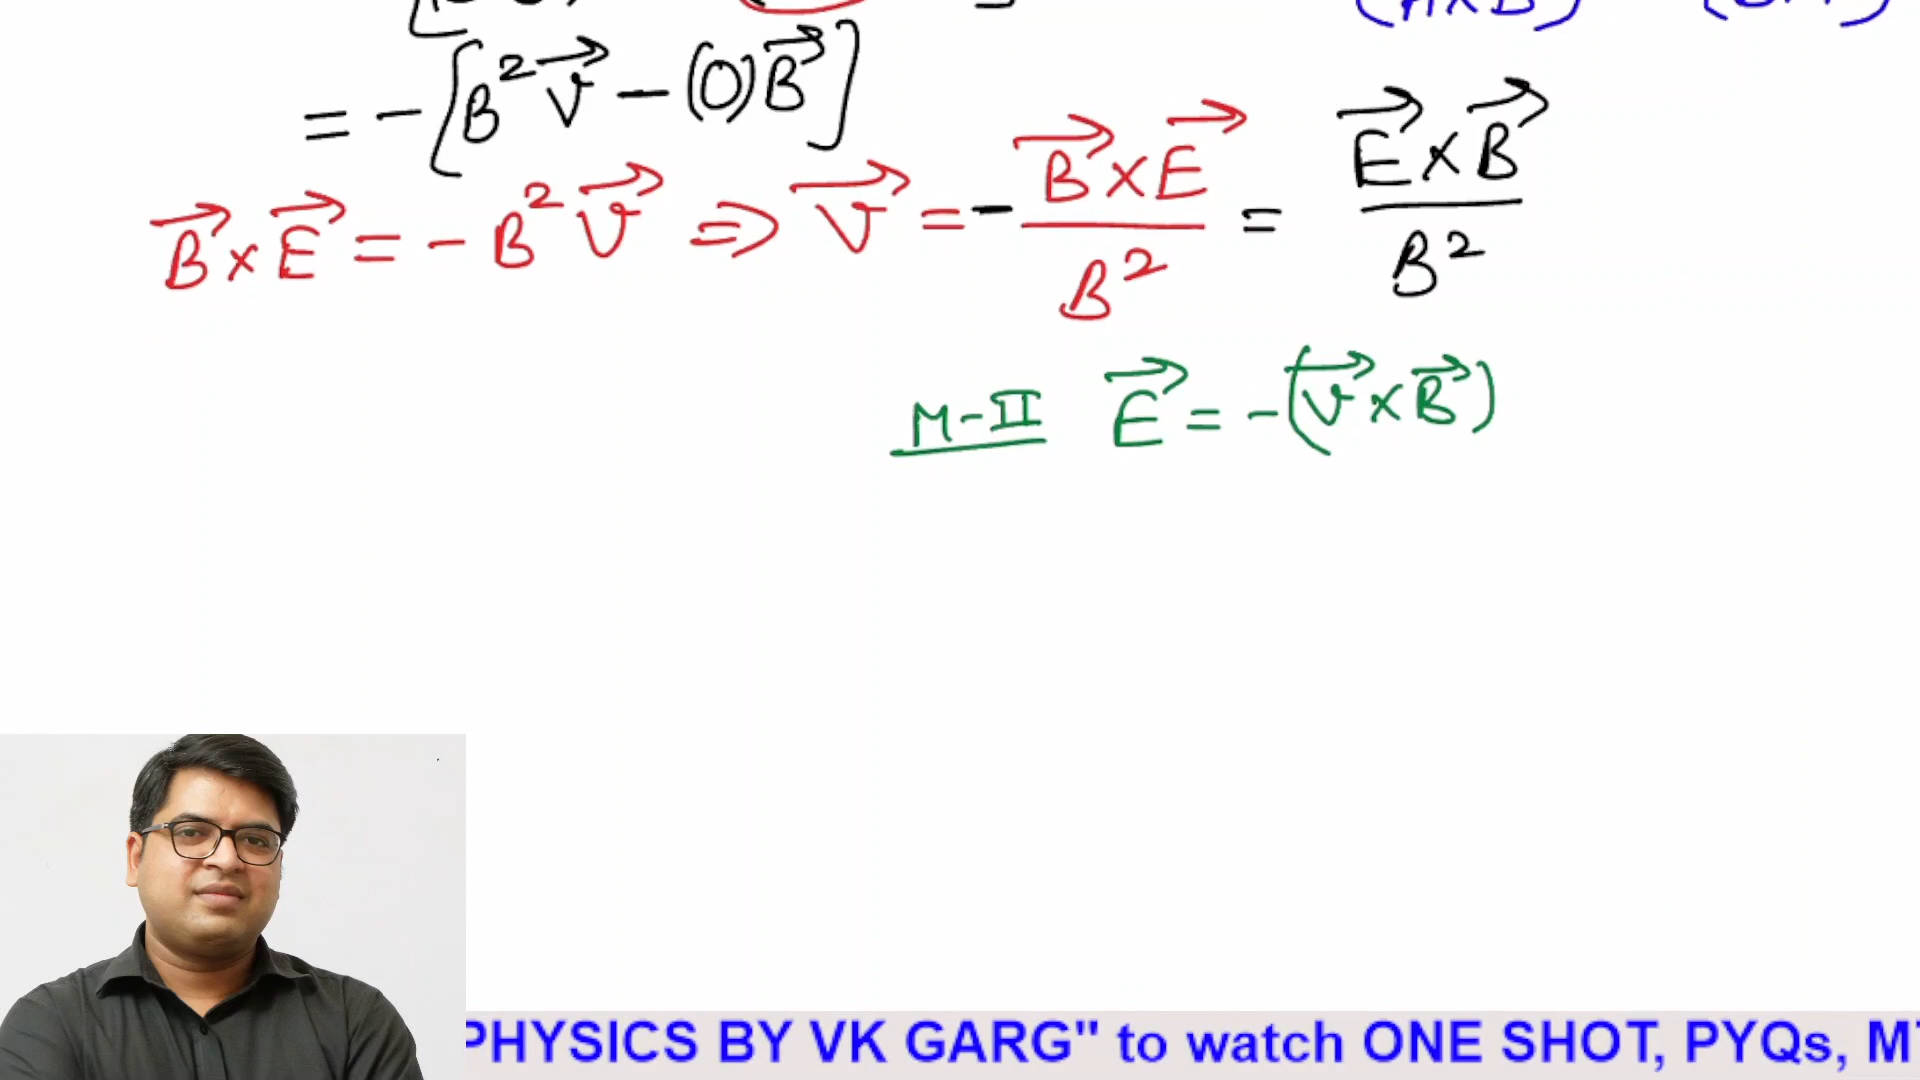 (A×B)
= - [B² v⃗ - (0) B⃗]
B⃗ × E⃗ = - B² v⃗ ⇒ v⃗ = - B⃗ × E⃗ / B² = E⃗ × B⃗ / B²
M-II E⃗ = - (v⃗ × B⃗)
PHYSICS BY VK GARG" to watch ONE SHOT, PYQs,